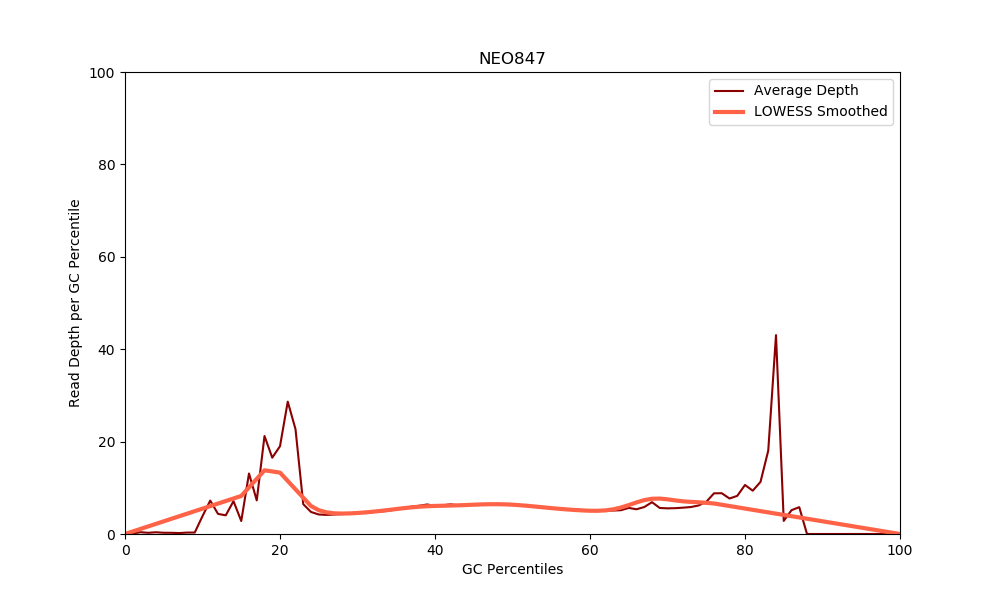 NEO847
100
80
60
40
20
0
Read Depth per GC Percentile
Average Depth
LOWESS Smoothed
0 20 40 60 80 100
GC Percentiles